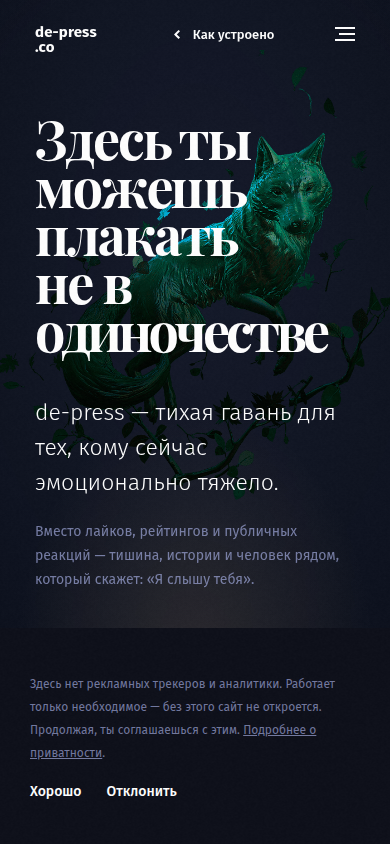 de-press
.co
Как устроено
Здесь ты
можешь
плакать
не в
одиночестве
de-press — тихая гавань для
тех, кому сейчас
эмоционально тяжело.
Вместо лайков, рейтингов и публичных
реакций — тишина, истории и человек рядом,
который скажет: «Я слышу тебя».
Здесь нет рекламных трекеров и аналитики. Работает
только необходимое — без этого сайт не откроется.
Продолжая, ты соглашаешься с этим. Подробнее о
приватности.
Хорошо Отклонить